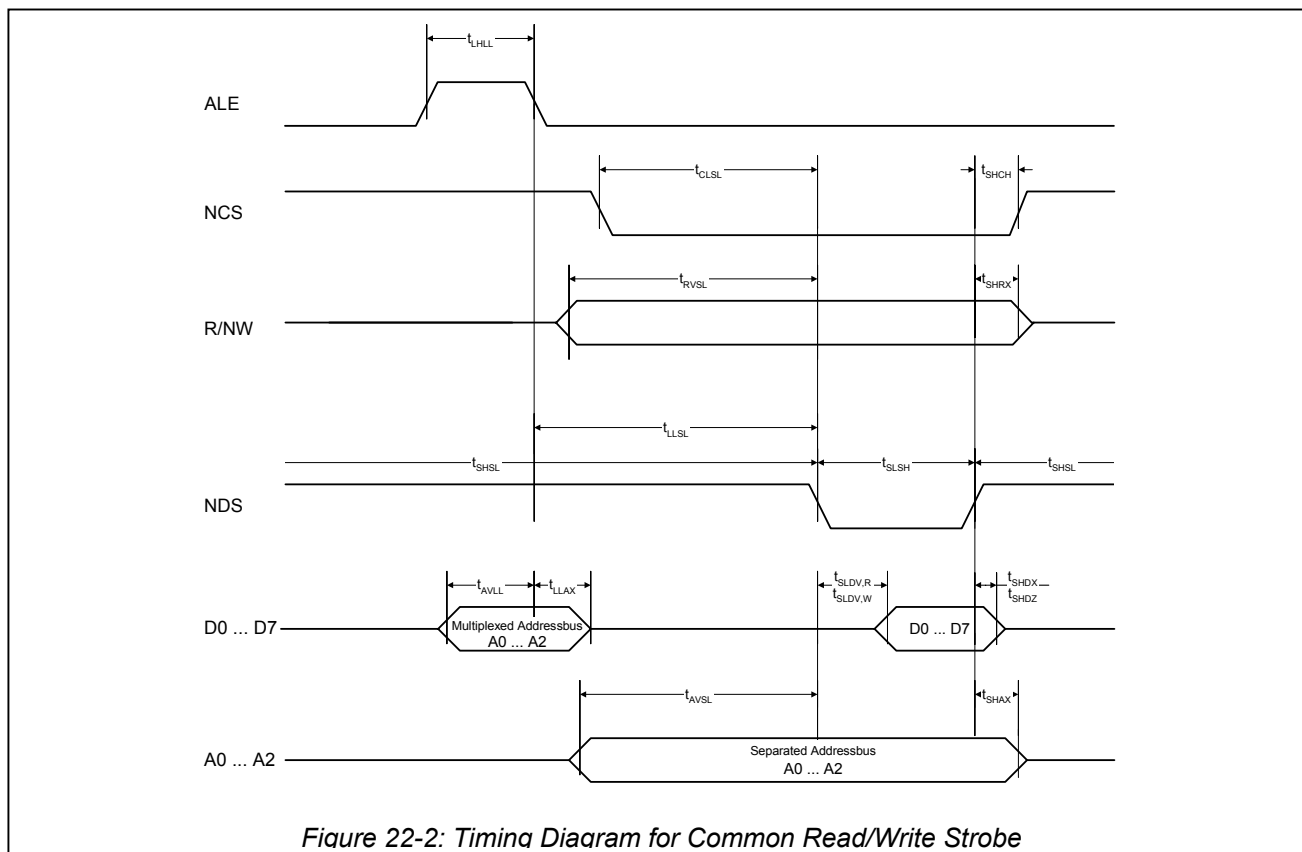 tLHLL
ALE
tCLSL
tSHCH
NCS
tRVSL
tSHRX
R/NW
tLLSL
tSHSL
tSLSH
tSHSL
NDS
tAVLL
tLLAX
tSLDV,R
tSLDV,W
tSHDX
tSHDZ
D0 ... D7
Multiplexed Addressbus
A0 ... A2
D0 ... D7
tAVSL
tSHAX
A0 ... A2
Separated Addressbus
A0 ... A2
Figure 22-2: Timing Diagram for Common Read/Write Strobe